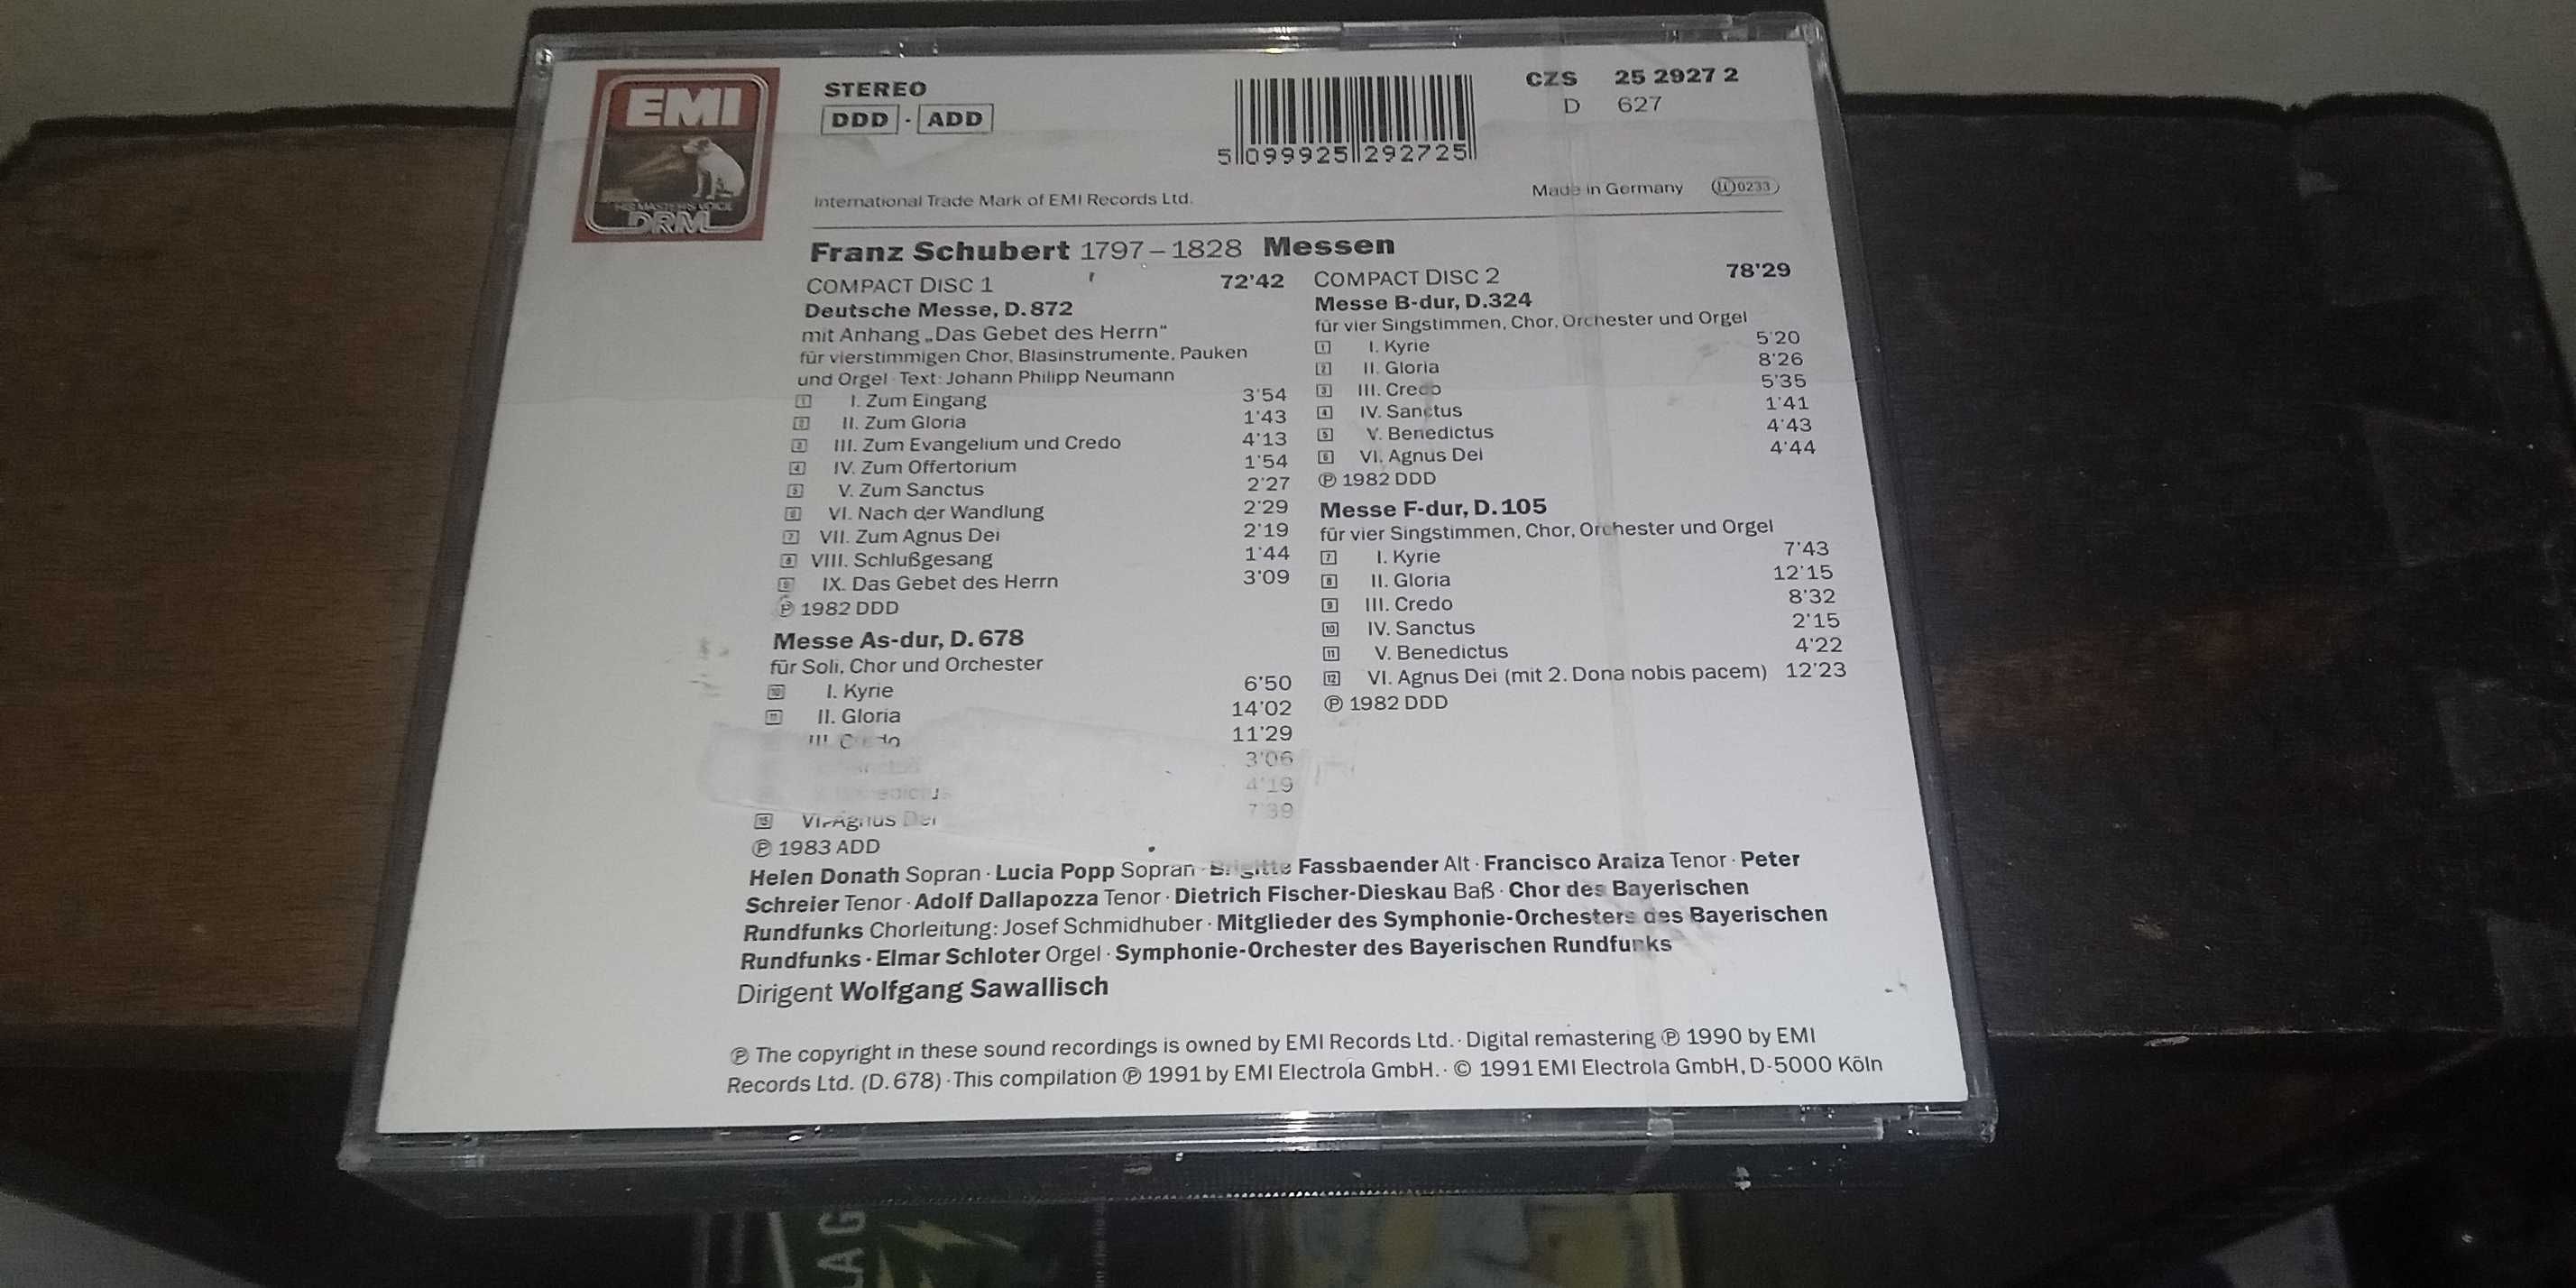 EMI
HIS MASTER'S VOICE
DRM
STEREO
DDD · ADD
5 099925 292725
CZS 25 2927 2
D 627
International Trade Mark of EMI Records Ltd.
Made in Germany LC 0233
Franz Schubert 1797–1828 Messen
COMPACT DISC 1 72'42
Deutsche Messe, D. 872
mit Anhang „Das Gebet des Herrn“
für vierstimmigen Chor, Blasinstrumente, Pauken
und Orgel · Text: Johann Philipp Neumann
1 I. Zum Eingang 3'54
2 II. Zum Gloria 1'43
3 III. Zum Evangelium und Credo 4'13
4 IV. Zum Offertorium 1'54
5 V. Zum Sanctus 2'27
6 VI. Nach der Wandlung 2'29
7 VII. Zum Agnus Dei 2'19
8 VIII. Schlußgesang 1'44
9 IX. Das Gebet des Herrn 3'09
℗ 1982 DDD
Messe As-dur, D. 678
für Soli, Chor und Orchester
10 I. Kyrie 6'50
11 II. Gloria 14'02
III. Credo 11'29
3'06
4'19
15 VI. Agnus Dei 7'39
℗ 1983 ADD
COMPACT DISC 2 78'29
Messe B-dur, D. 324
für vier Singstimmen, Chor, Orchester und Orgel
1 I. Kyrie 5'20
2 II. Gloria 8'26
3 III. Credo 5'35
4 IV. Sanctus 1'41
5 V. Benedictus 4'43
6 VI. Agnus Dei 4'44
℗ 1982 DDD
Messe F-dur, D. 105
für vier Singstimmen, Chor, Orchester und Orgel
7 I. Kyrie 7'43
8 II. Gloria 12'15
9 III. Credo 8'32
10 IV. Sanctus 2'15
11 V. Benedictus 4'22
12 VI. Agnus Dei (mit 2. Dona nobis pacem) 12'23
℗ 1982 DDD
Helen Donath Sopran · Lucia Popp Sopran · Brigitte Fassbaender Alt · Francisco Araiza Tenor · Peter
Schreier Tenor · Adolf Dallapozza Tenor · Dietrich Fischer-Dieskau Baß · Chor des Bayerischen
Rundfunks Chorleitung: Josef Schmidhuber · Mitglieder des Symphonie-Orchesters des Bayerischen
Rundfunks · Elmar Schloter Orgel · Symphonie-Orchester des Bayerischen Rundfunks
Dirigent Wolfgang Sawallisch
℗ The copyright in these sound recordings is owned by EMI Records Ltd. · Digital remastering ℗ 1990 by EMI
Records Ltd. (D. 678) · This compilation ℗ 1991 by EMI Electrola GmbH. · © 1991 EMI Electrola GmbH, D-5000 Köln